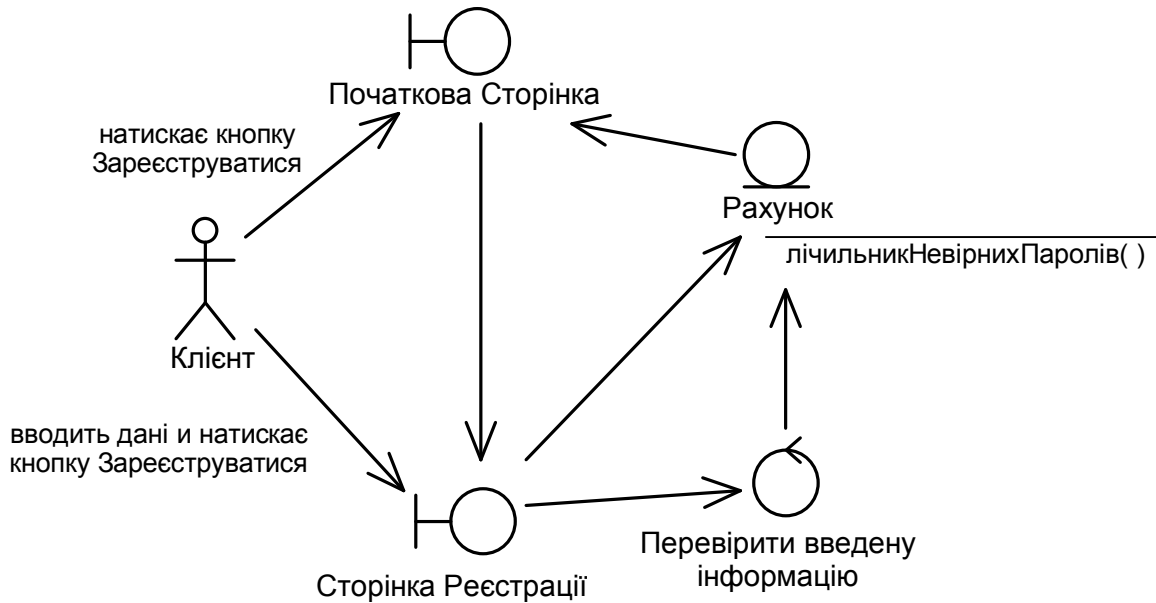 Початкова Сторінка
натискає кнопку
Зареєструватися
Рахунок
лічильникНевірнихПаролів( )
Клієнт
вводить дані и натискає
кнопку Зареєструватися
Перевірити введену
інформацію
Сторінка Реєстрації